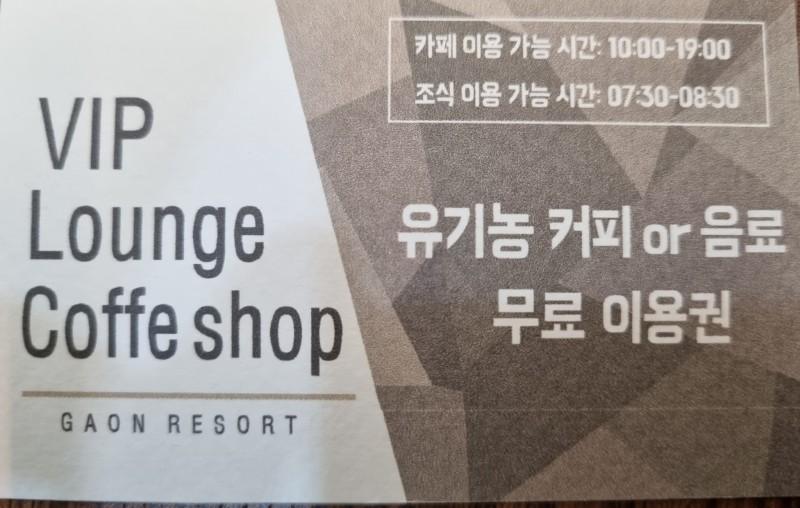 VIP
Lounge
Coffe shop
GAON RESORT
카페 이용 가능 시간: 10:00-19:00
조식 이용 가능 시간: 07:30-08:30
유기농 커피 or 음료
무료 이용권